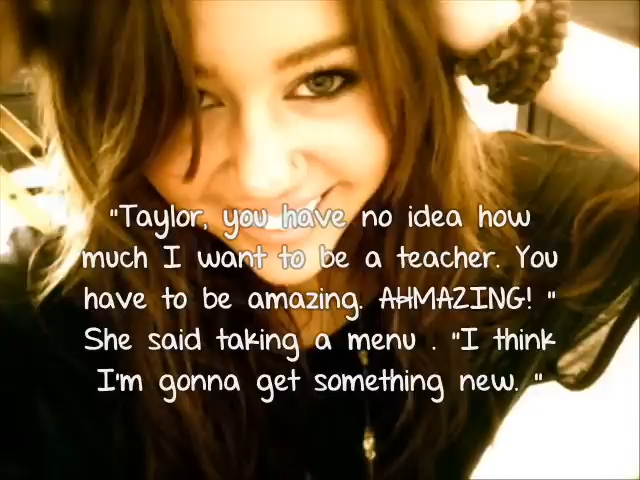 "Taylor, you have no idea how
much I want to be a teacher. You
have to be amazing. AHMAZING! "
She said taking a menu . "I think
I'm gonna get something new. "